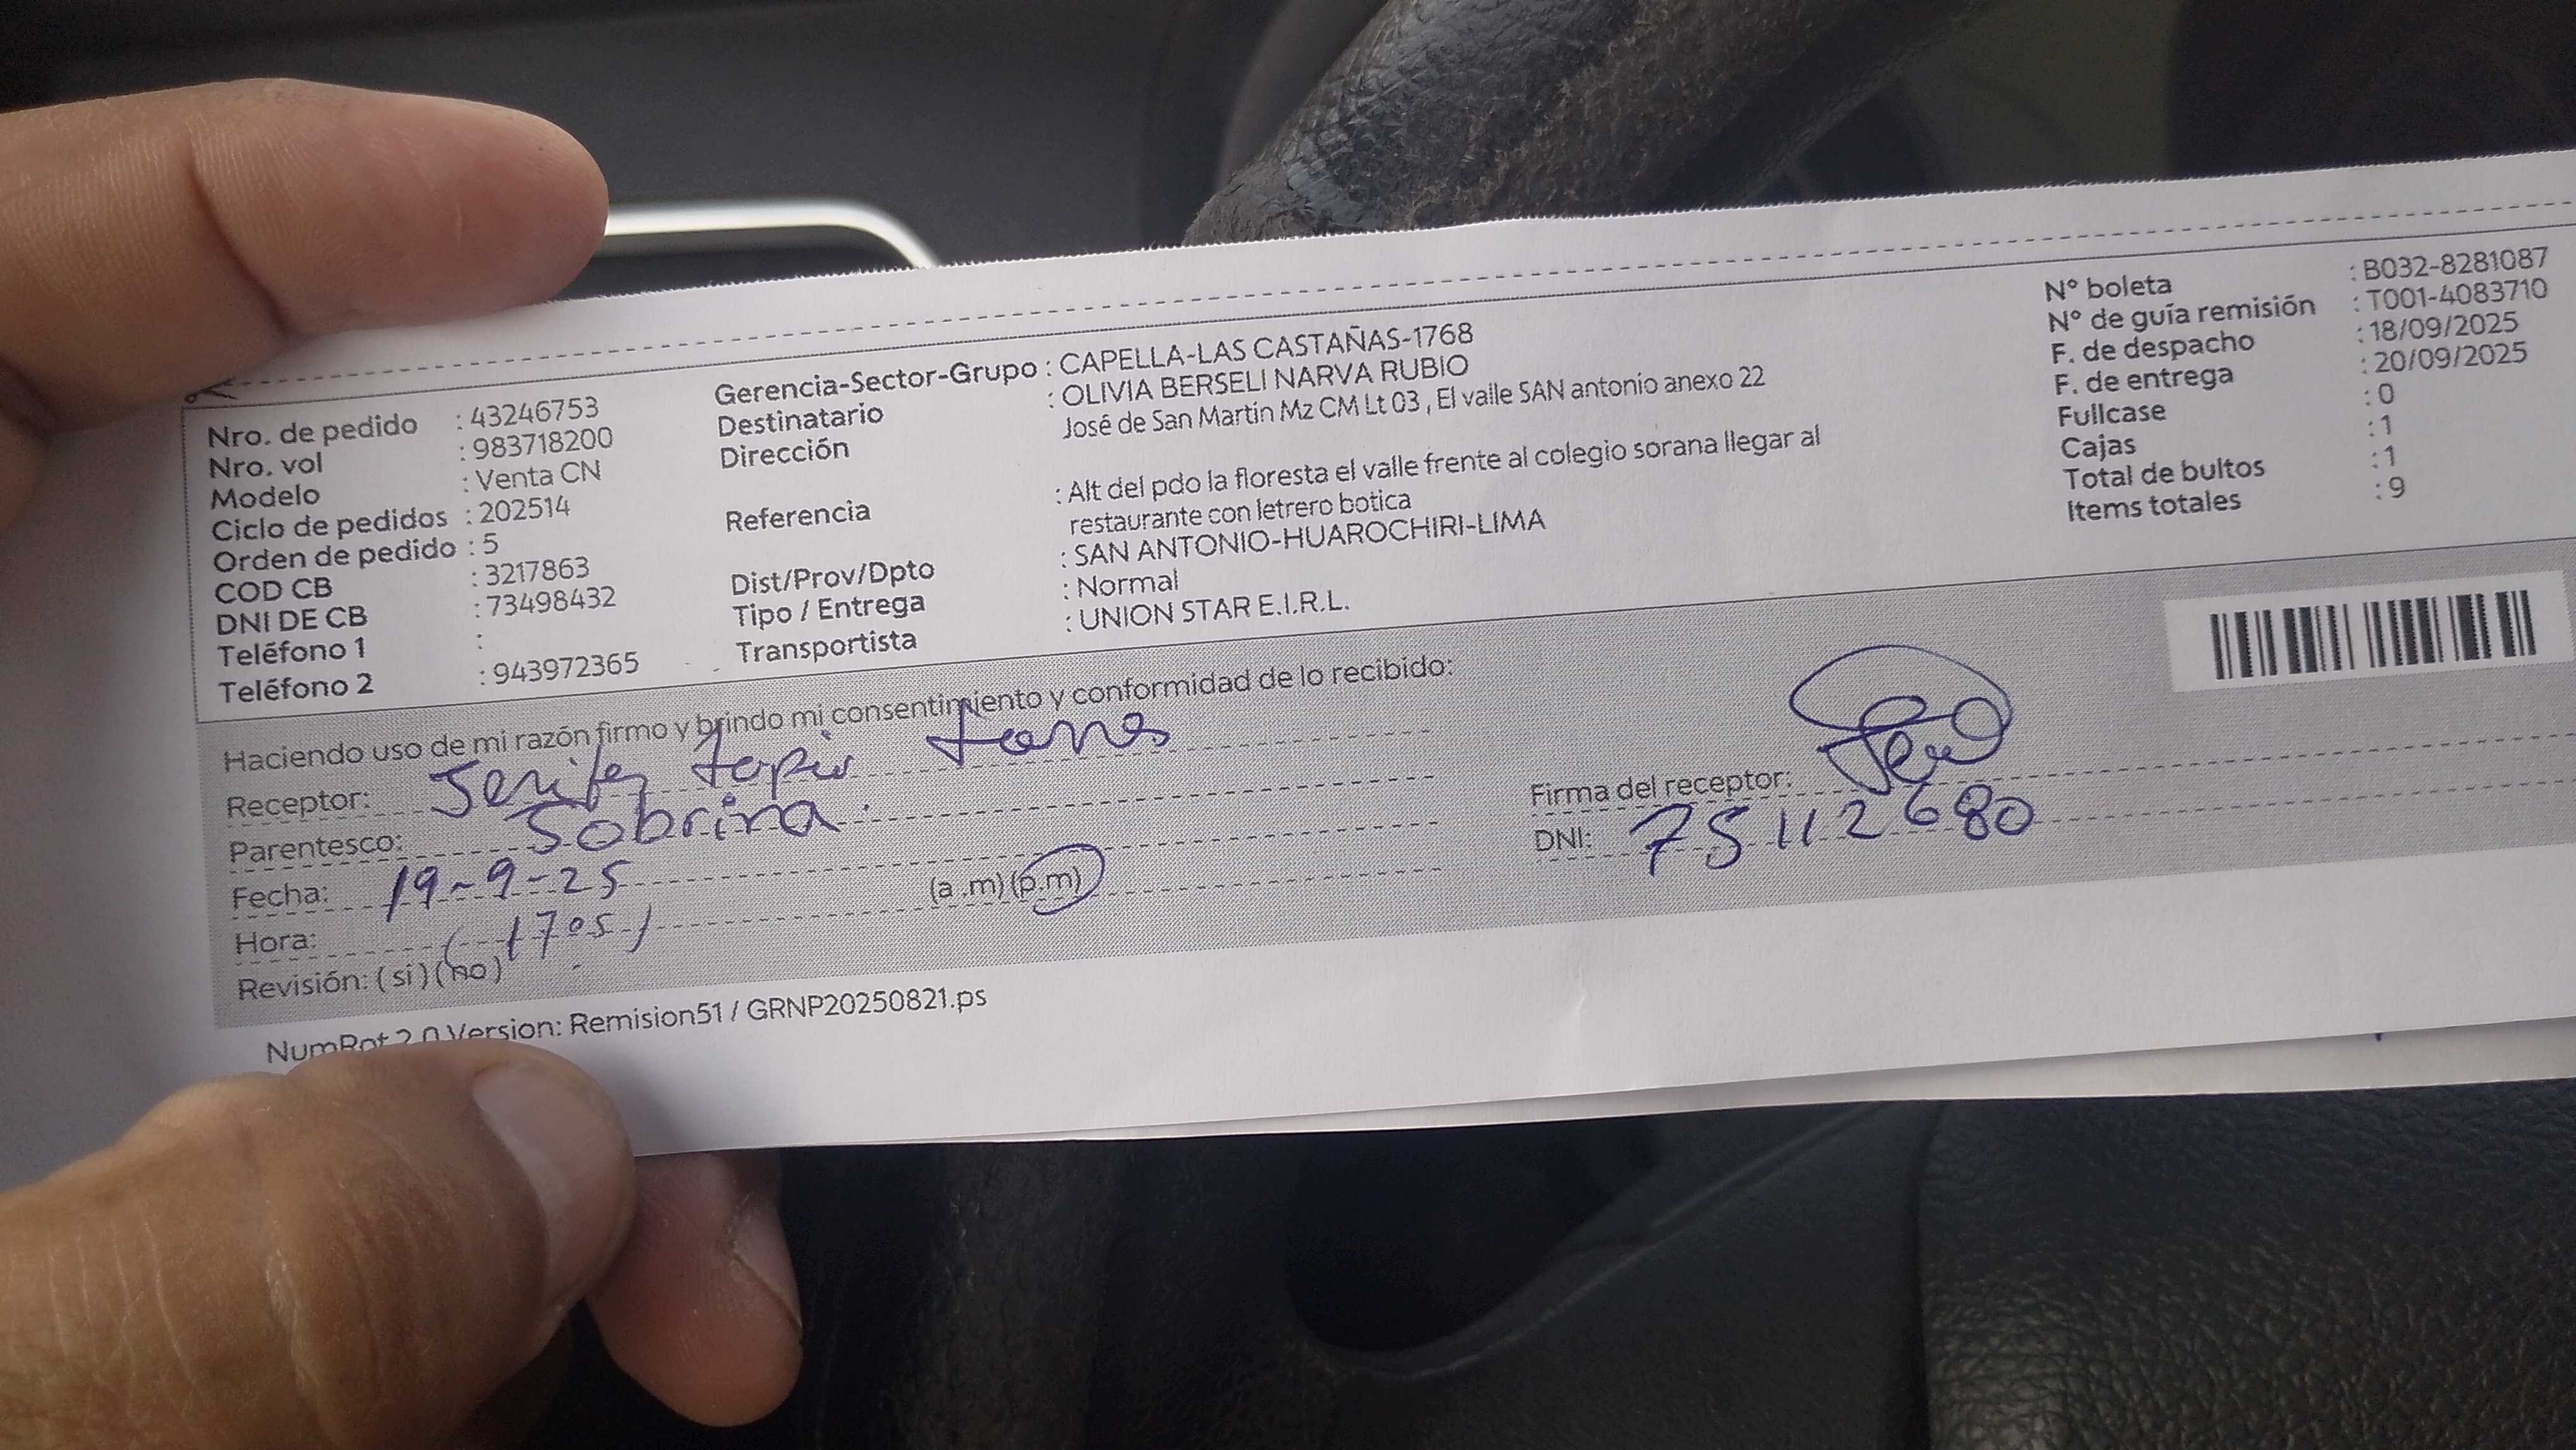 Nro. de pedido : 43246753
Nro. vol : 983718200
Modelo : Venta CN
Ciclo de pedidos : 202514
Orden de pedido : 5
COD CB : 3217863
DNI DE CB : 73498432
Teléfono 1 :
Teléfono 2 : 943972365
Gerencia-Sector-Grupo : CAPELLA-LAS CASTAÑAS-1768
Destinatario : OLIVIA BERSELI NARVA RUBIO
Dirección José de San Martín Mz CM Lt 03 , El valle SAN antonio anexo 22
Referencia : Alt del pdo la floresta el valle frente al colegio sorana llegar al
restaurante con letrero botica
Dist/Prov/Dpto : SAN ANTONIO-HUAROCHIRI-LIMA
Tipo / Entrega : Normal
Transportista : UNION STAR E.I.R.L.
N° boleta : B032-8281087
N° de guía remisión : T001-4083710
F. de despacho : 18/09/2025
F. de entrega : 20/09/2025
Fullcase : 0
Cajas : 1
Total de bultos : 1
Items totales : 9
Haciendo uso de mi razón firmo y brindo mi consentimiento y conformidad de lo recibido:
Receptor: Jenifer tapia
Parentesco: Sobrina
Fecha: 19-9-25
Hora: (1705) (a .m) (p.m)
Revisión: ( si ) ( no )
Firma del receptor:
DNI: 75112680
NumRot 2.0 Version: Remision51 / GRNP20250821.ps